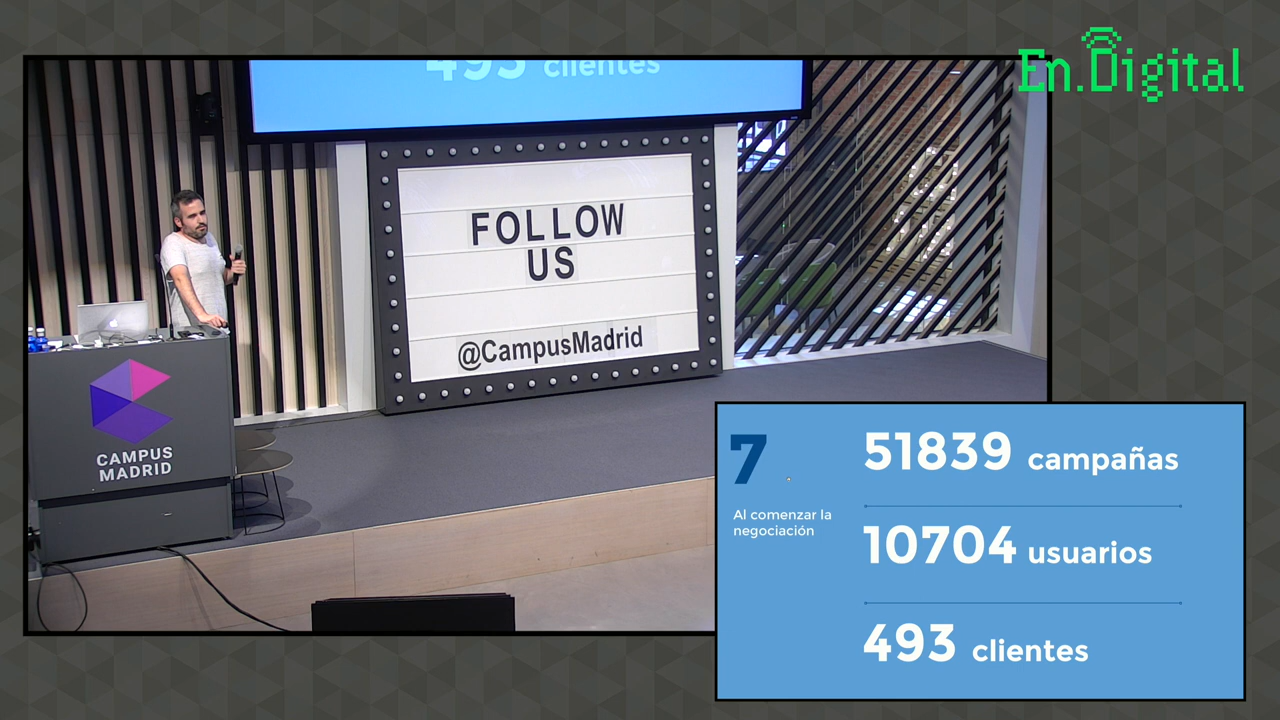 En.Digital
493 clientes
FOLLOW
US
@CampusMadrid
CAMPUS
MADRID
7
Al comenzar la
negociación
51839 campañas
10704 usuarios
493 clientes